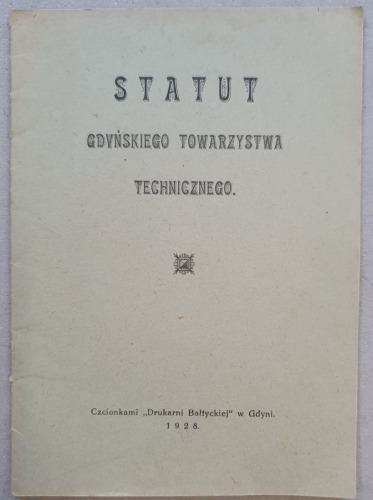 STATUT
GDYŃSKIEGO TOWARZYSTWA
TECHNICZNEGO.
Czcionkami „Drukarni Bałtyckiej" w Gdyni.
1928.